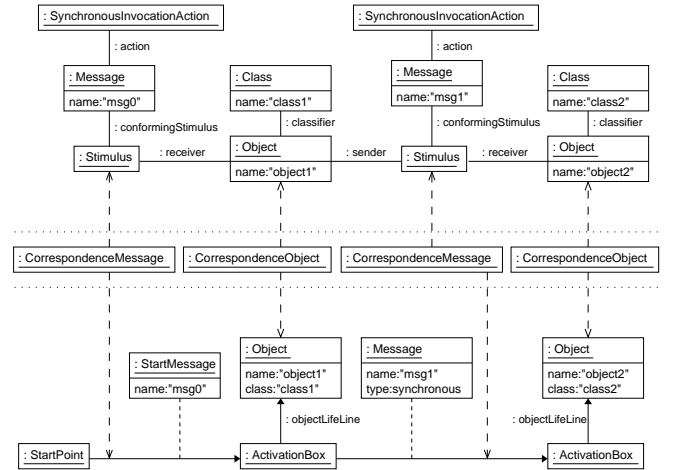 : SynchronousInvocationAction
: SynchronousInvocationAction
: action
: action
: Message
name:"msg0"
: Class
name:"class1"
: Message
name:"msg1"
: Class
name:"class2"
: conformingStimulus
: classifier
: conformingStimulus
: classifier
: Stimulus
: receiver
: Object
name:"object1"
: sender
: Stimulus
: receiver
: Object
name:"object2"
: CorrespondenceMessage
: CorrespondenceObject
: CorrespondenceMessage
: CorrespondenceObject
: StartMessage
name:"msg0"
: Object
name:"object1"
class:"class1"
: Message
name:"msg1"
type:synchronous
: Object
name:"object2"
class:"class2"
: objectLifeLine
: objectLifeLine
: StartPoint
: ActivationBox
: ActivationBox